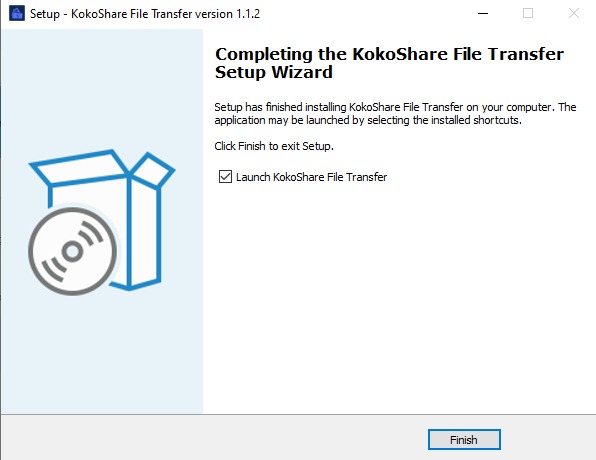 Setup - KokoShare File Transfer version 1.1.2
Completing the KokoShare File Transfer
Setup Wizard
Setup has finished installing KokoShare File Transfer on your computer. The
application may be launched by selecting the installed shortcuts.
Click Finish to exit Setup.
Launch KokoShare File Transfer
Finish